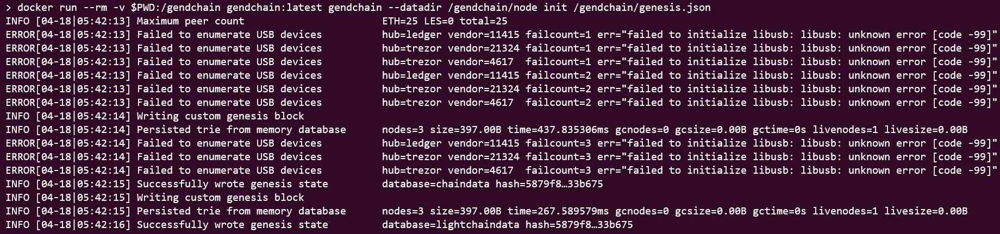 > docker run --rm -v $PWD:/gendchain gendchain:latest gendchain --datadir /gendchain/node init /gendchain/genesis.json
INFO [04-18|05:42:13] Maximum peer count                       ETH=25 LES=0 total=25
ERROR[04-18|05:42:13] Failed to enumerate USB devices          hub=ledger vendor=11415 failcount=1 err="failed to initialize libusb: libusb: unknown error [code -99]"
ERROR[04-18|05:42:13] Failed to enumerate USB devices          hub=trezor vendor=21324 failcount=1 err="failed to initialize libusb: libusb: unknown error [code -99]"
ERROR[04-18|05:42:13] Failed to enumerate USB devices          hub=trezor vendor=4617  failcount=1 err="failed to initialize libusb: libusb: unknown error [code -99]"
ERROR[04-18|05:42:13] Failed to enumerate USB devices          hub=ledger vendor=11415 failcount=2 err="failed to initialize libusb: libusb: unknown error [code -99]"
ERROR[04-18|05:42:13] Failed to enumerate USB devices          hub=trezor vendor=21324 failcount=2 err="failed to initialize libusb: libusb: unknown error [code -99]"
ERROR[04-18|05:42:13] Failed to enumerate USB devices          hub=trezor vendor=4617  failcount=2 err="failed to initialize libusb: libusb: unknown error [code -99]"
INFO [04-18|05:42:14] Writing custom genesis block
INFO [04-18|05:42:14] Persisted trie from memory database      nodes=3 size=397.00B time=437.835306ms gcnodes=0 gcsize=0.00B gctime=0s livenodes=1 livesize=0.00B
ERROR[04-18|05:42:14] Failed to enumerate USB devices          hub=ledger vendor=11415 failcount=3 err="failed to initialize libusb: libusb: unknown error [code -99]"
ERROR[04-18|05:42:14] Failed to enumerate USB devices          hub=trezor vendor=21324 failcount=3 err="failed to initialize libusb: libusb: unknown error [code -99]"
ERROR[04-18|05:42:14] Failed to enumerate USB devices          hub=trezor vendor=4617  failcount=3 err="failed to initialize libusb: libusb: unknown error [code -99]"
INFO [04-18|05:42:15] Successfully wrote genesis state         database=chaindata hash=5879f8…33b675
INFO [04-18|05:42:15] Writing custom genesis block
INFO [04-18|05:42:15] Persisted trie from memory database      nodes=3 size=397.00B time=267.589579ms gcnodes=0 gcsize=0.00B gctime=0s livenodes=1 livesize=0.00B
INFO [04-18|05:42:16] Successfully wrote genesis state         database=lightchaindata hash=5879f8…33b675